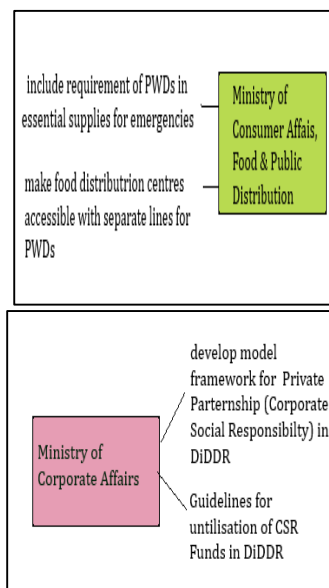 include requirement of PWDs in
essential supplies for emergencies
make food distributrion centres
accessible with separate lines for
PWDs
Ministry of
Consumer Affais,
Food & Public
Distribution
develop model
framework for Private
Parternship (Corporate
Social Responsibilty) in
DiDDR
Ministry of
Corporate Affairs
Guidelines for
untilisation of CSR
Funds in DiDDR